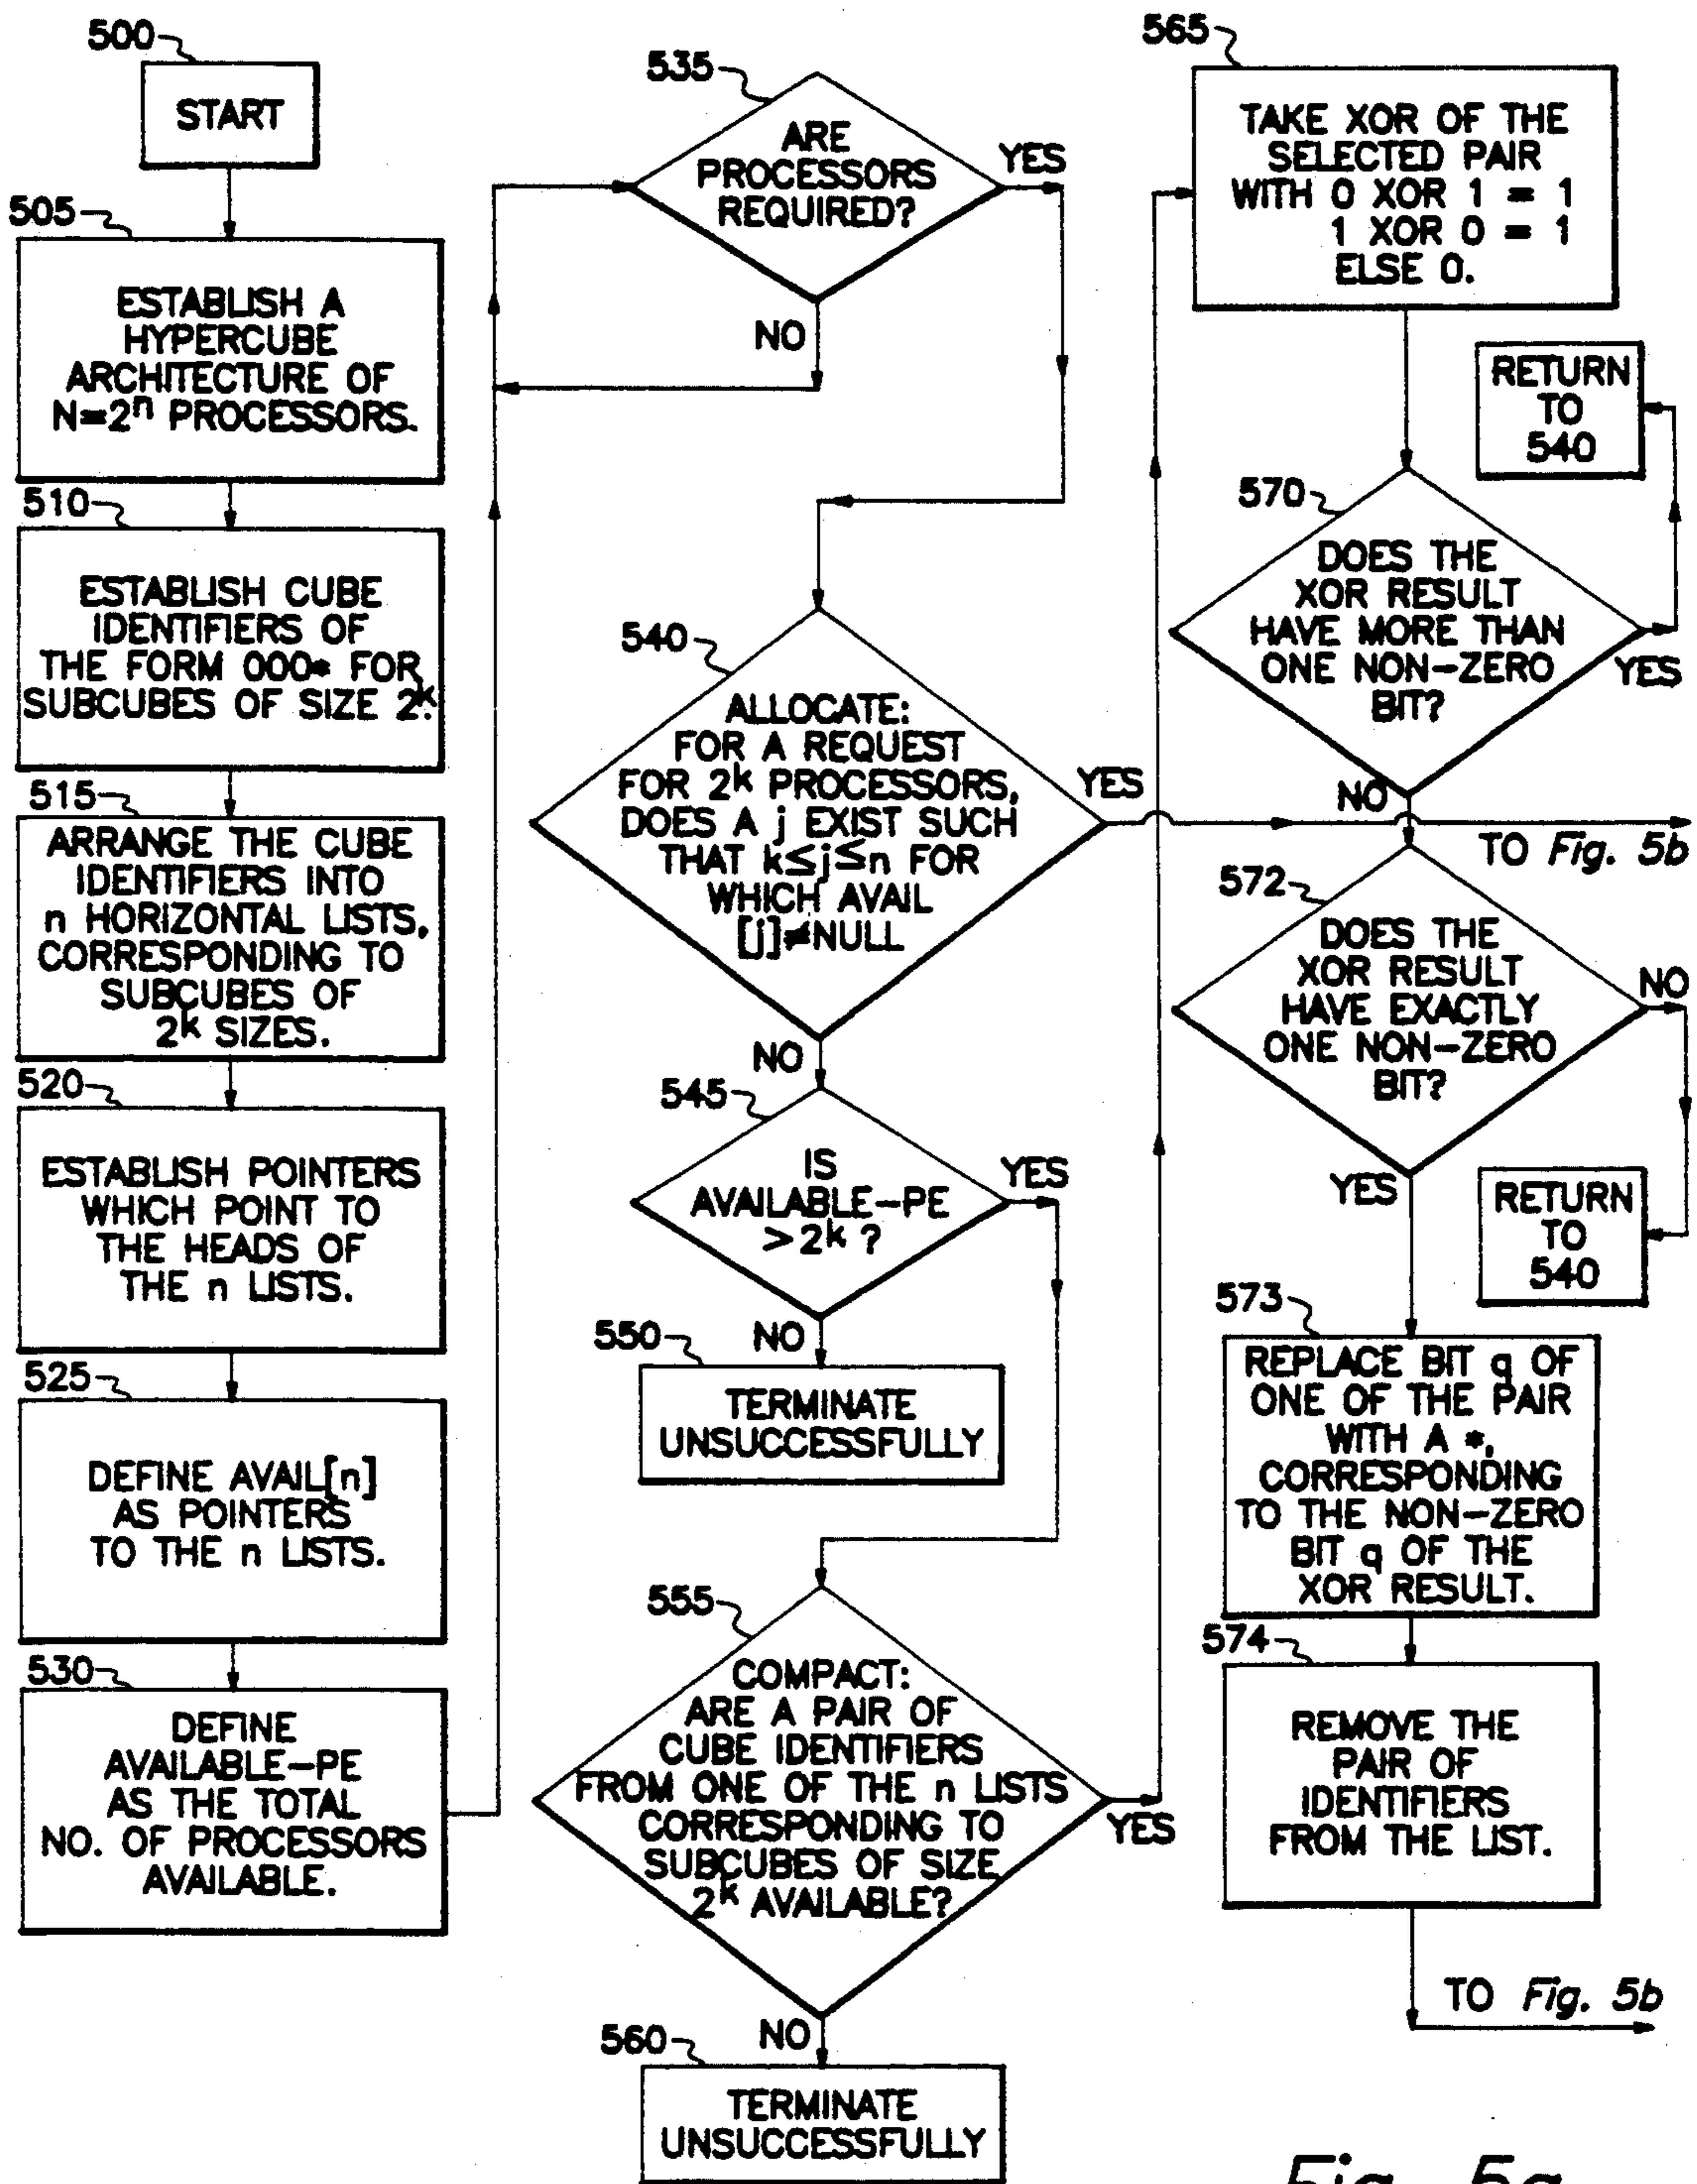 500
START
505
ESTABLISH A
HYPERCUBE
ARCHITECTURE OF
N=2ⁿ PROCESSORS.
510
ESTABLISH CUBE
IDENTIFIERS OF
THE FORM 000* FOR
SUBCUBES OF SIZE 2ᵏ.
515
ARRANGE THE CUBE
IDENTIFIERS INTO
n HORIZONTAL LISTS,
CORRESPONDING TO
SUBCUBES OF
2ᵏ SIZES.
520
ESTABLISH POINTERS
WHICH POINT TO
THE HEADS OF
THE n LISTS.
525
DEFINE AVAIL[n]
AS POINTERS
TO THE n LISTS.
530
DEFINE
AVAILABLE-PE
AS THE TOTAL
NO. OF PROCESSORS
AVAILABLE.
535
ARE
PROCESSORS
REQUIRED?
YES
NO
540
ALLOCATE:
FOR A REQUEST
FOR 2ᵏ PROCESSORS,
DOES A j EXIST SUCH
THAT k≤j≤n FOR
WHICH AVAIL
[j]≠NULL
YES
TO Fig. 5b
NO
545
IS
AVAILABLE-PE
>2ᵏ ?
YES
NO
550
TERMINATE
UNSUCCESSFULLY
555
COMPACT:
ARE A PAIR OF
CUBE IDENTIFIERS
FROM ONE OF THE n LISTS
CORRESPONDING TO
SUBCUBES OF SIZE
2ᵏ AVAILABLE?
YES
NO
560
TERMINATE
UNSUCCESSFULLY
565
TAKE XOR OF THE
SELECTED PAIR
WITH 0 XOR 1 = 1
1 XOR 0 = 1
ELSE 0.
RETURN
TO
540
570
DOES THE
XOR RESULT
HAVE MORE THAN
ONE NON-ZERO
BIT?
YES
NO
572
DOES THE
XOR RESULT
HAVE EXACTLY
ONE NON-ZERO
BIT?
NO
YES
RETURN
TO
540
573
REPLACE BIT q OF
ONE OF THE PAIR
WITH A *,
CORRESPONDING
TO THE NON-ZERO
BIT q OF THE
XOR RESULT.
574
REMOVE THE
PAIR OF
IDENTIFIERS
FROM THE LIST.
TO Fig. 5b
Fig. 5a